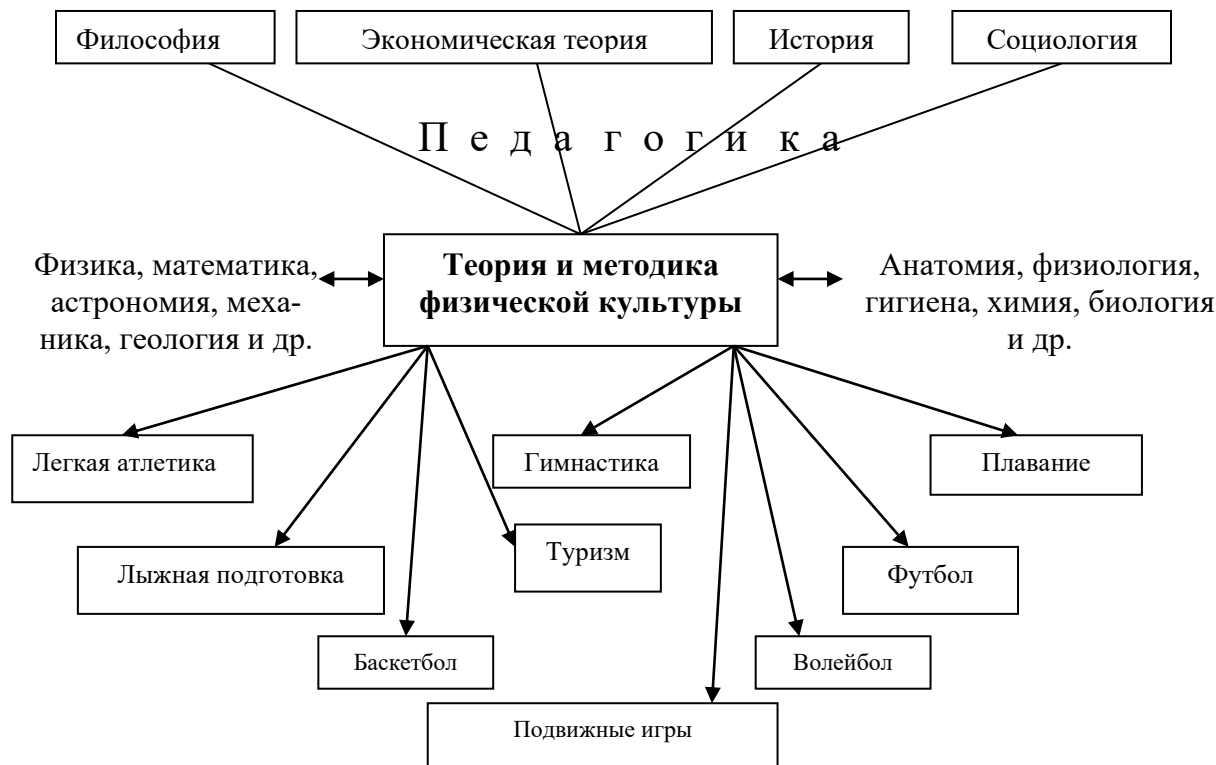 Философия
Экономическая теория
История
Социология
П е д а г о г и к а
Физика, математика,
астрономия, меха-
ника, геология и др.
Теория и методика
физической культуры
Анатомия, физиология,
гигиена, химия, биология
и др.
Легкая атлетика
Гимнастика
Плавание
Лыжная подготовка
Туризм
Футбол
Баскетбол
Волейбол
Подвижные игры